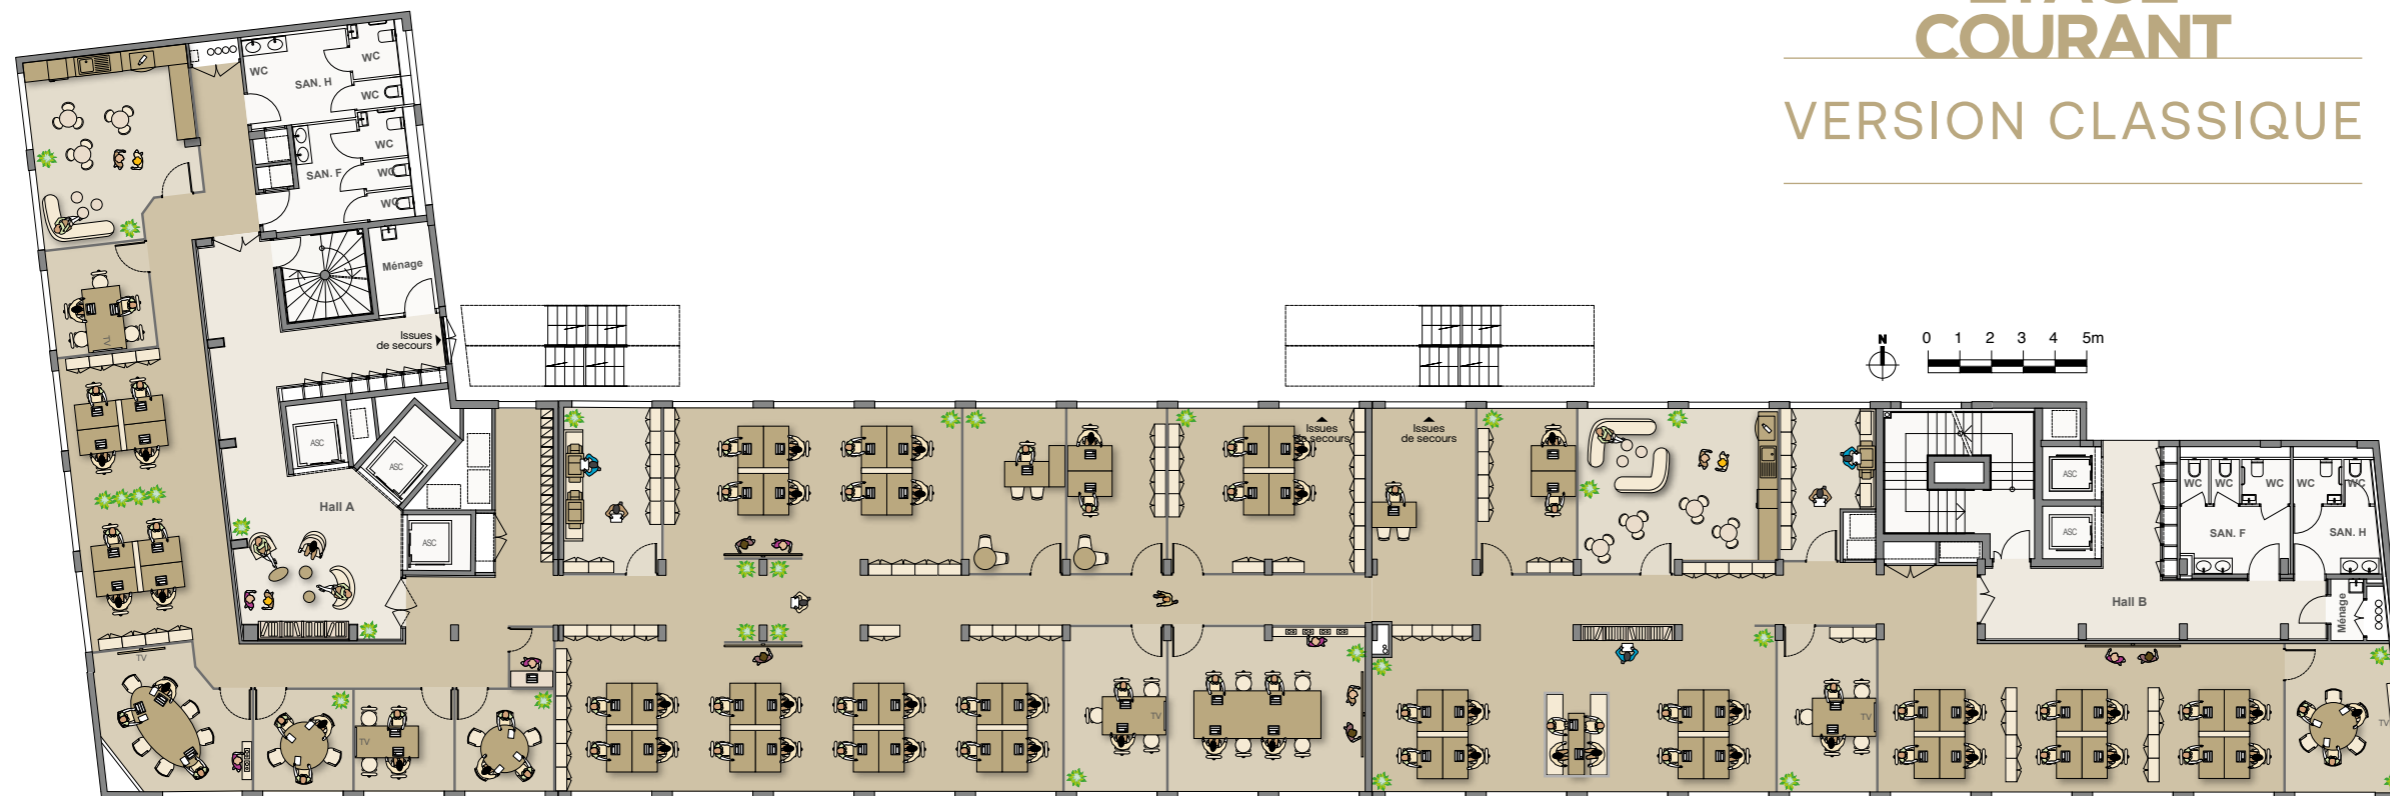 ÉTAGE
COURANT
VERSION CLASSIQUE
WC
WC
SAN. H
WC
WC
SAN. F
WC
WC
Ménage
Issues
de secours
TV
ASC
ASC
ASC
Hall A
TV
TV
Issues
de secours
Issues
de secours
N
0 1 2 3 4 5m
ASC
ASC
WC
WC
WC
WC
WC
SAN. F
SAN. H
Hall B
Ménage
TV
TV
TV